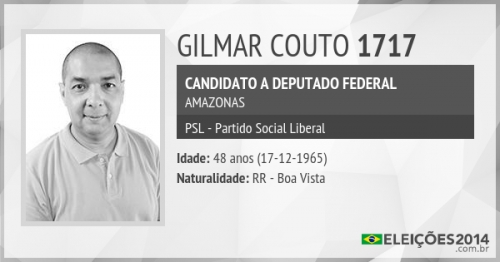 GILMAR COUTO 1717
CANDIDATO A DEPUTADO FEDERAL
AMAZONAS
PSL - Partido Social Liberal
Idade: 48 anos (17-12-1965)
Naturalidade: RR - Boa Vista
ELEIÇÕES2014
.com.br